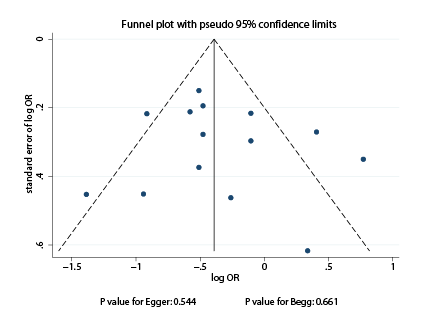 Funnel plot with pseudo 95% confidence limits
standard error of log OR
0
.2
.4
.6
−1.5 −1 −.5 0 .5 1
log OR
P value for Egger: 0.544 P value for Begg: 0.661